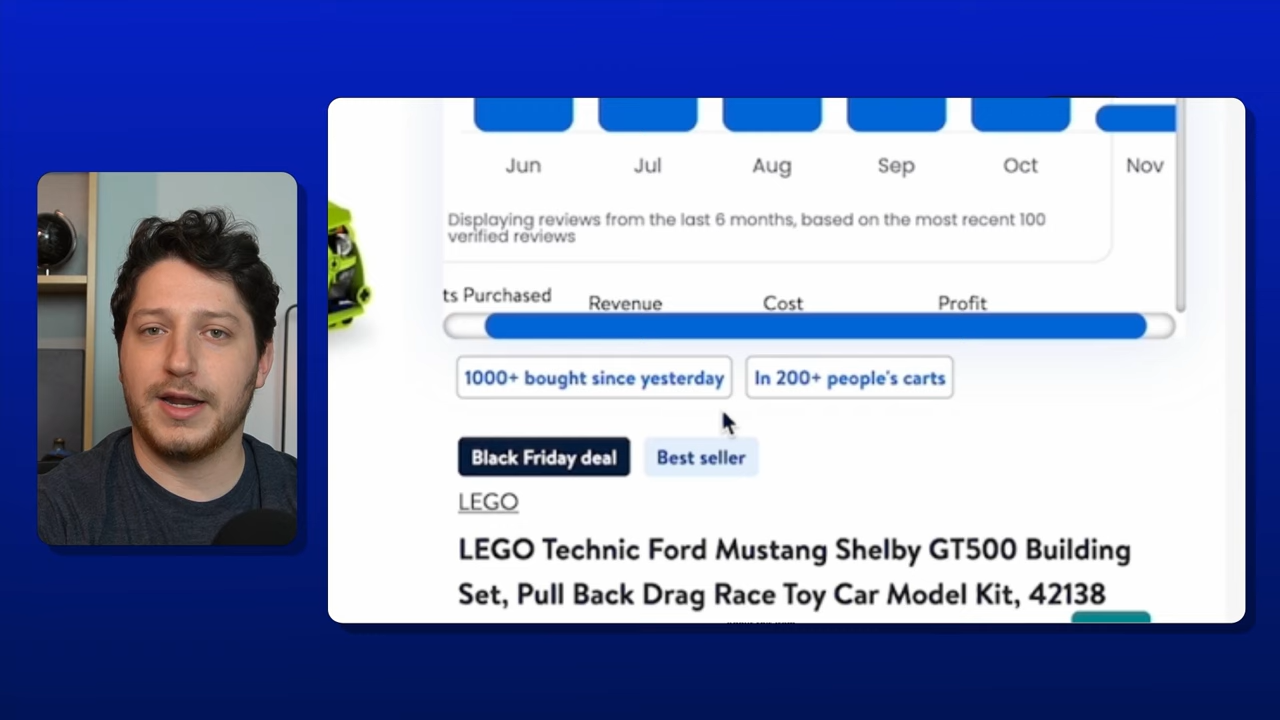 Jun Jul Aug Sep Oct Nov
Displaying reviews from the last 6 months, based on the most recent 100
verified reviews
ts Purchased Revenue Cost Profit
1000+ bought since yesterday In 200+ people's carts
Black Friday deal Best seller
LEGO
LEGO Technic Ford Mustang Shelby GT500 Building
Set, Pull Back Drag Race Toy Car Model Kit, 42138